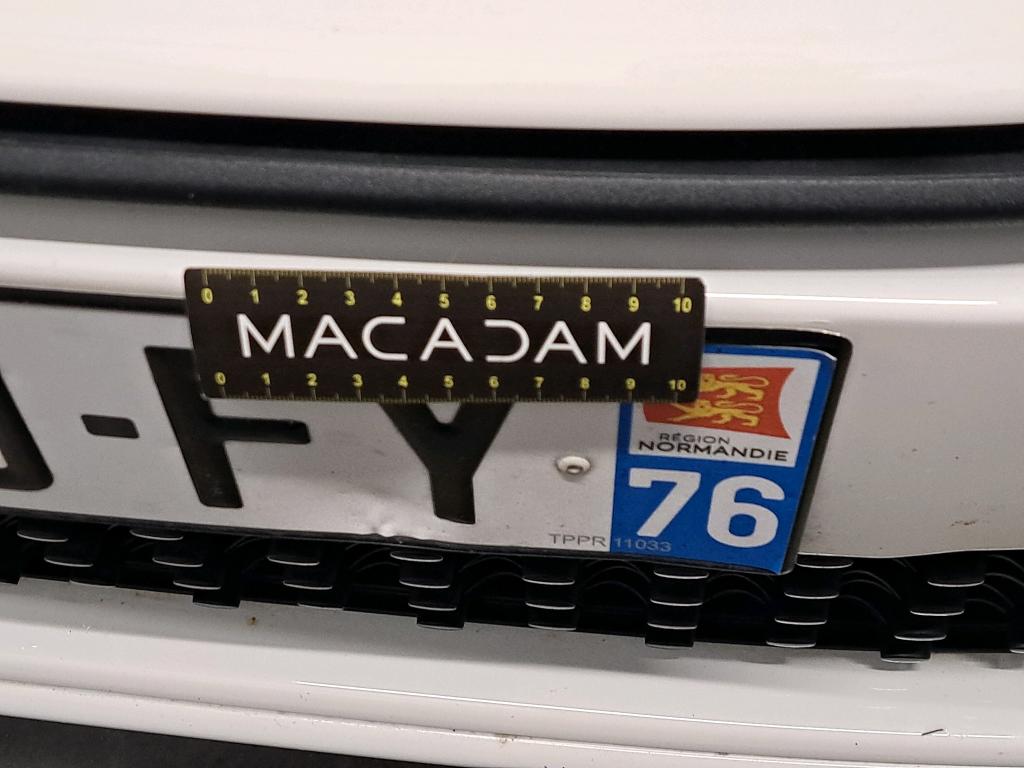 0 1 2 3 4 5 6 7 8 9 10
MACADAM
0 1 2 3 4 5 6 7 8 9 10
-FY
RÉGION
NORMANDIE
76
TPPR 11033